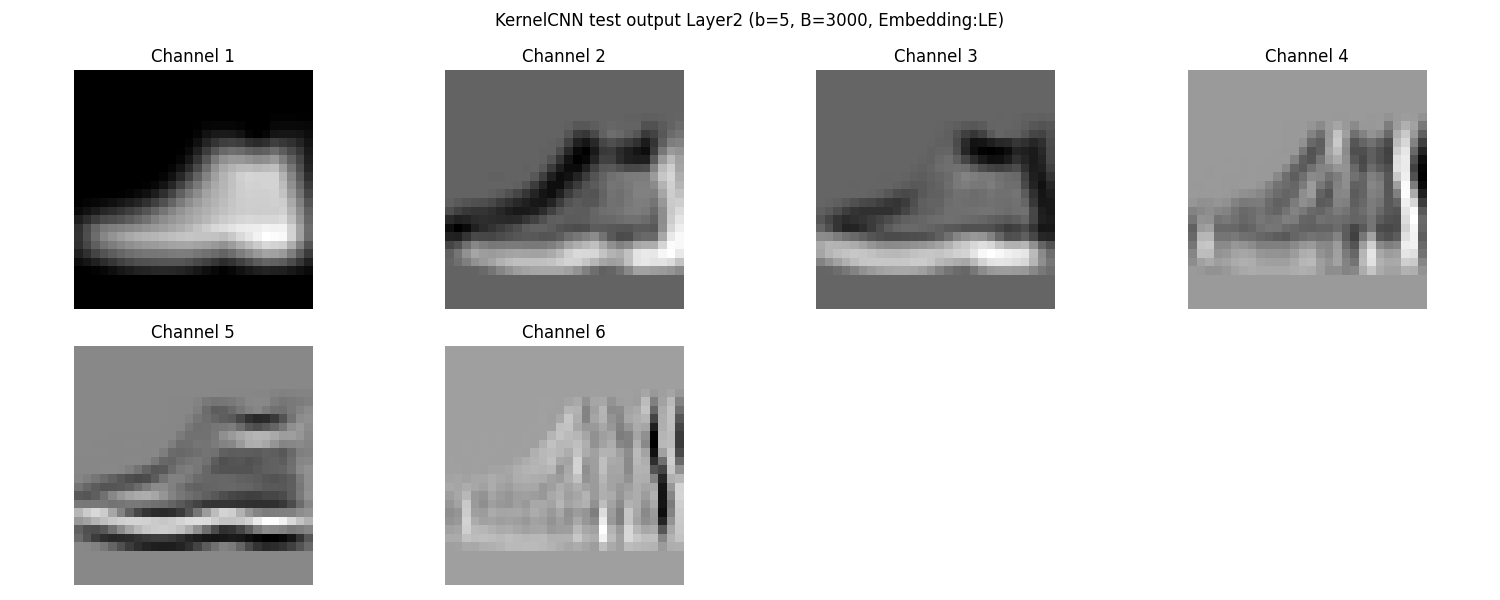 KernelCNN test output Layer2 (b=5, B=3000, Embedding:LE)
Channel 1
Channel 2
Channel 3
Channel 4
Channel 5
Channel 6